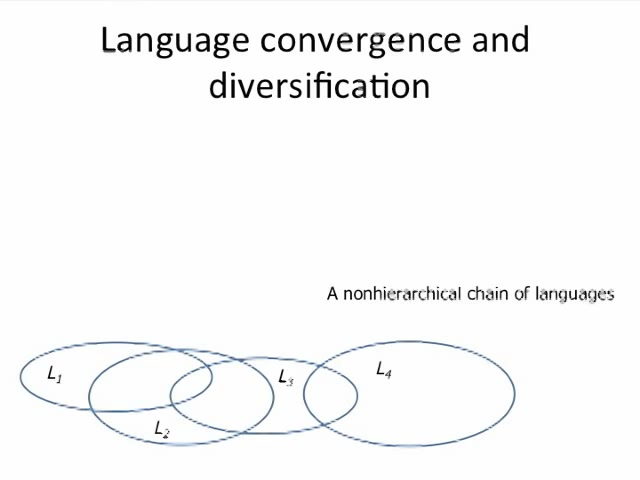 Language convergence and
diversification
A nonhierarchical chain of languages
L₁
L₂
L₃
L₄